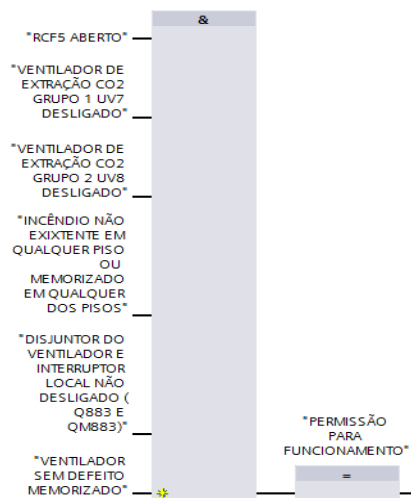 &
"RCF5 ABERTO"
"VENTILADOR DE
EXTRAÇÃO CO2
GRUPO 1 UV7
DESLIGADO"
"VENTILADOR DE
EXTRAÇÃO CO2
GRUPO 2 UV8
DESLIGADO"
"INCÊNDIO NÃO
EXIXTENTE EM
QUALQUER PISO
OU
MEMORIZADO
EM QUALQUER
DOS PISOS"
"DISJUNTOR DO
VENTILADOR E
INTERRUPTOR
LOCAL NÃO
DESLIGADO (
Q883 E
QM883)"
"VENTILADOR
SEM DEFEITO
MEMORIZADO"
"PERMISSÃO
PARA
FUNCIONAMENTO"
=